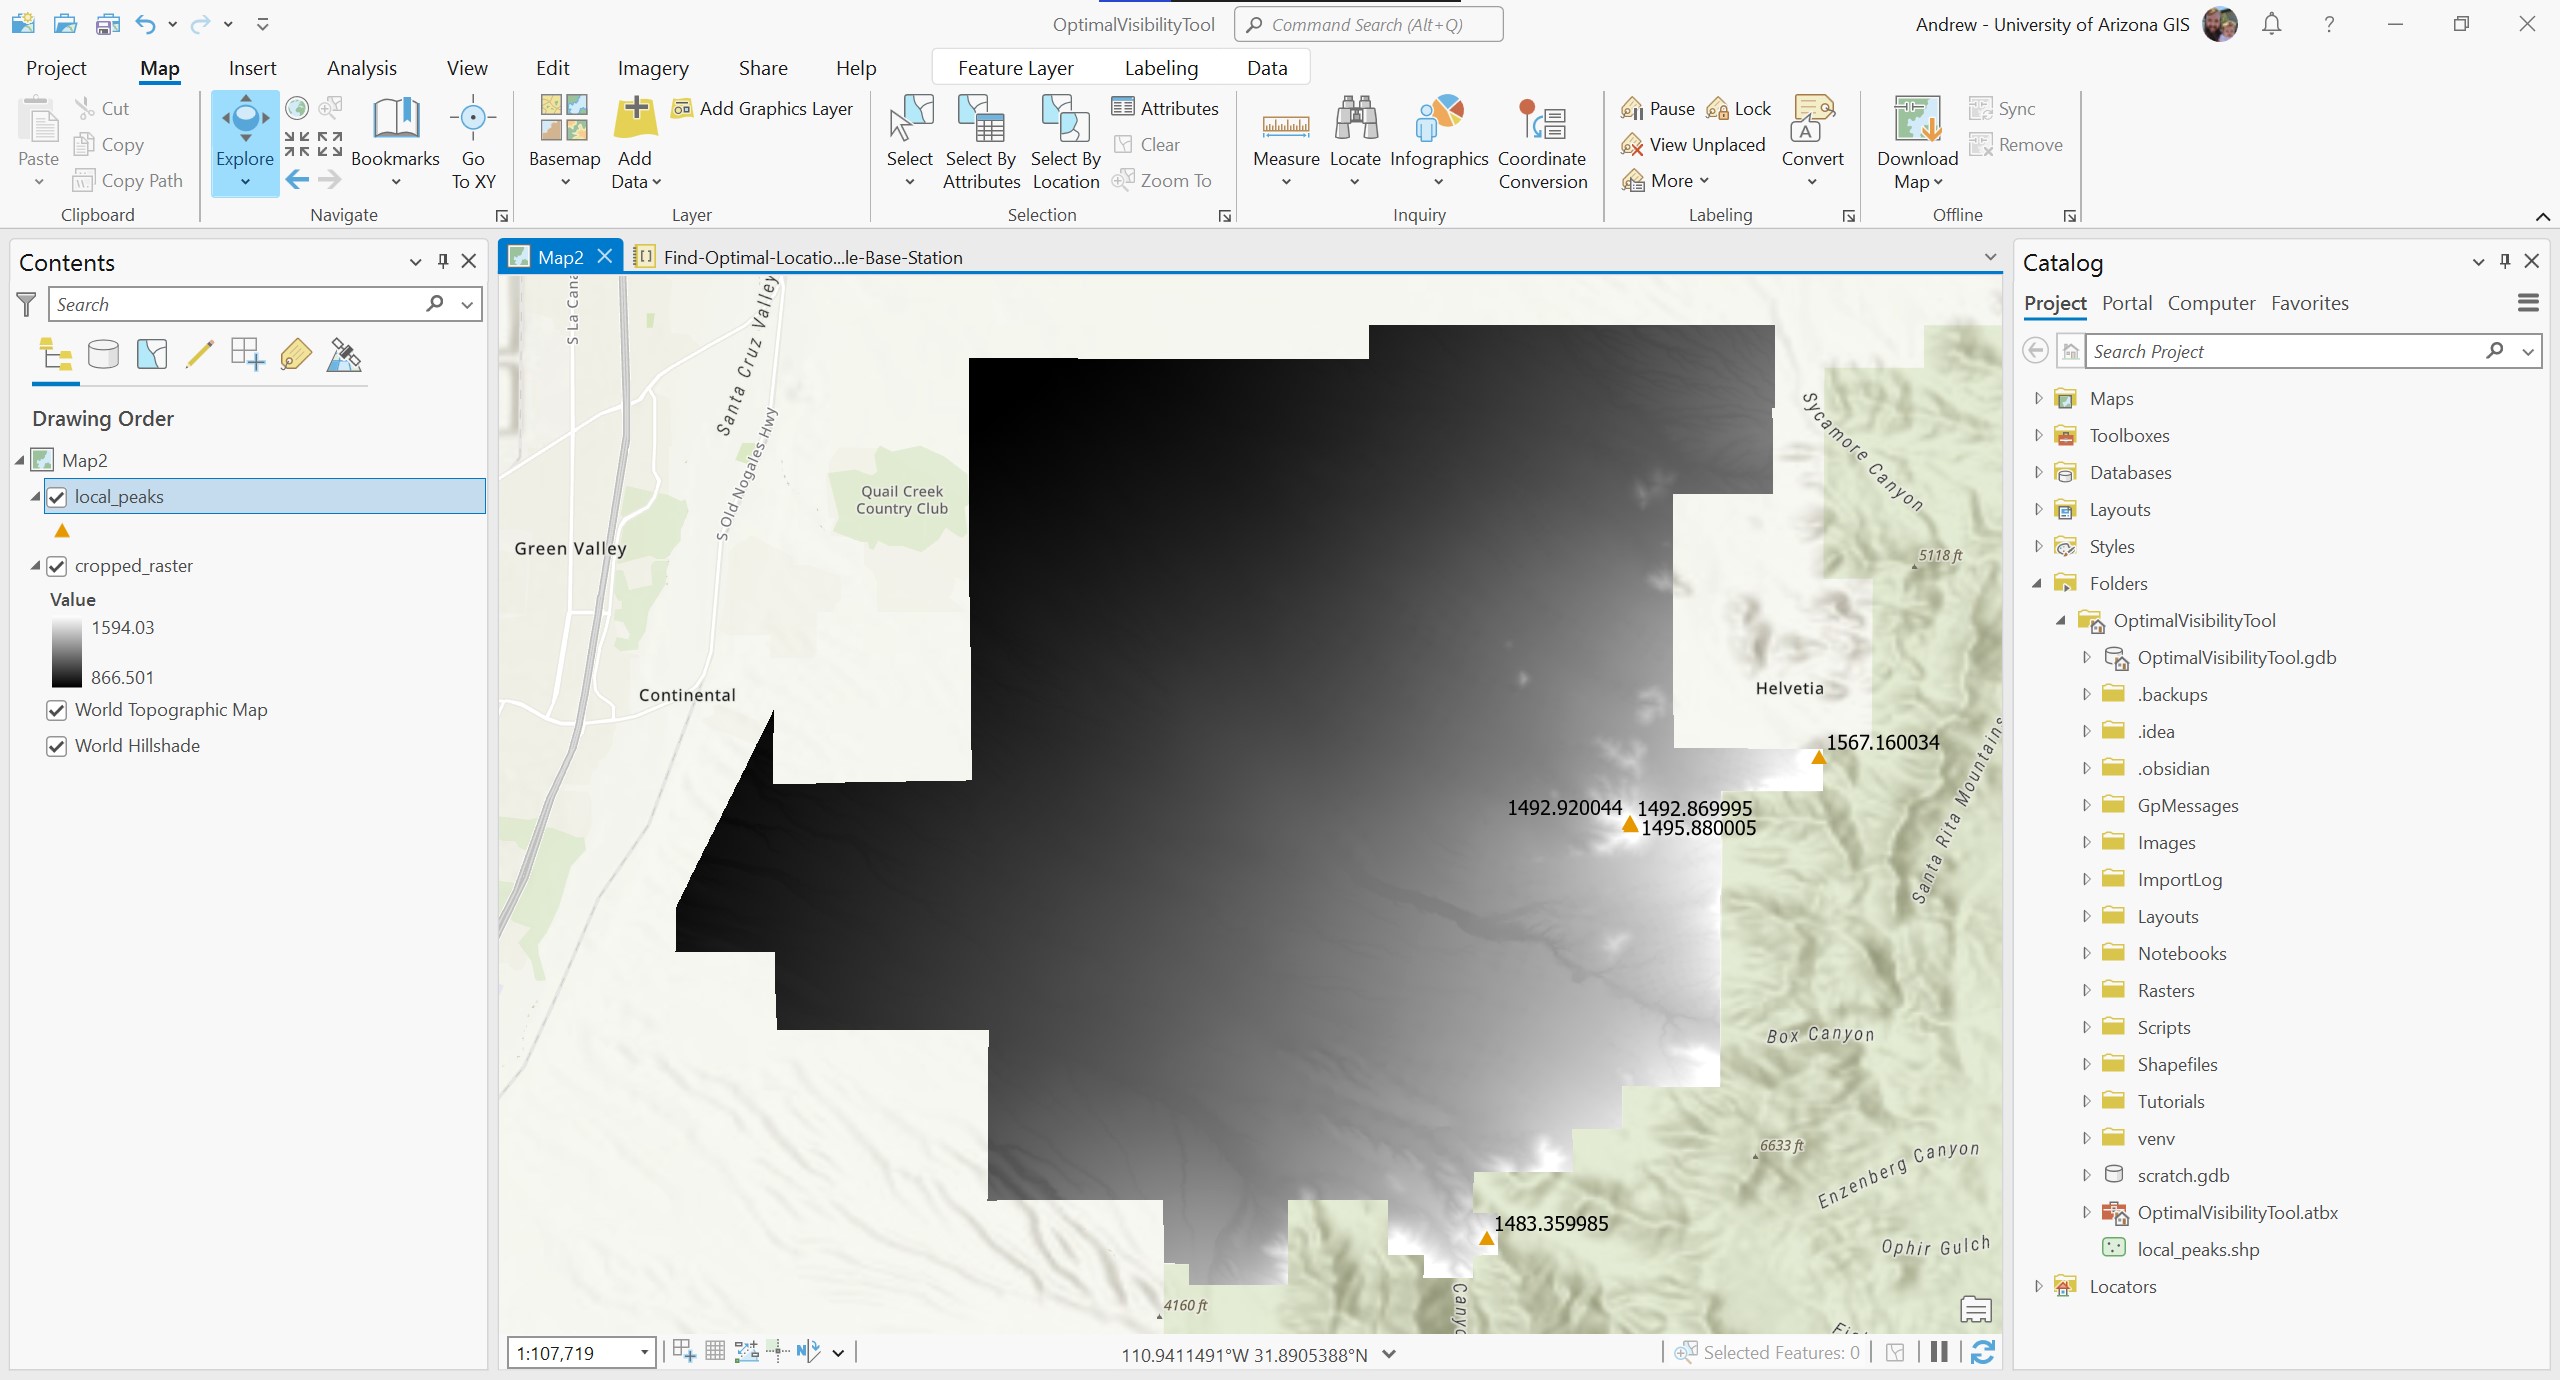 OptimalVisibilityTool
Command Search (Alt+Q)
Andrew - University of Arizona GIS
?
Project
Map
Insert
Analysis
View
Edit
Imagery
Share
Help
Feature Layer
Labeling
Data
Paste
Cut
Copy
Copy Path
Clipboard
Explore
Bookmarks
Go
To XY
Navigate
Basemap
Add
Data
Add Graphics Layer
Layer
Select
Select By
Attributes
Select By
Location
Attributes
Clear
Zoom To
Selection
Measure
Locate
Infographics
Coordinate
Conversion
Inquiry
Pause
Lock
View Unplaced
More
A
Convert
Labeling
Download
Map
Sync
Remove
Offline
Contents
Search
Drawing Order
Map2
local_peaks
cropped_raster
Value
1594.03
866.501
World Topographic Map
World Hillshade
Map2
Find-Optimal-Locatio...le-Base-Station
S La Cana
Santa Cruz Valley
S Old Nogales Hwy
Quail Creek
Country Club
Green Valley
Continental
Sycamore Canyon
5118 ft
Helvetia
1567.160034
1492.920044
1492.869995
1495.880005
Santa Rita Mountains
Box Canyon
6633 ft
Enzenberg Canyon
Ophir Gulch
1483.359985
4160 ft
1:107,719
N
110.9411491°W 31.8905388°N
Selected Features: 0
Catalog
Project
Portal
Computer
Favorites
Search Project
Maps
Toolboxes
Databases
Layouts
Styles
Folders
OptimalVisibilityTool
OptimalVisibilityTool.gdb
.backups
.idea
.obsidian
GpMessages
Images
ImportLog
Layouts
Notebooks
Rasters
Scripts
Shapefiles
Tutorials
venv
scratch.gdb
OptimalVisibilityTool.atbx
local_peaks.shp
Locators